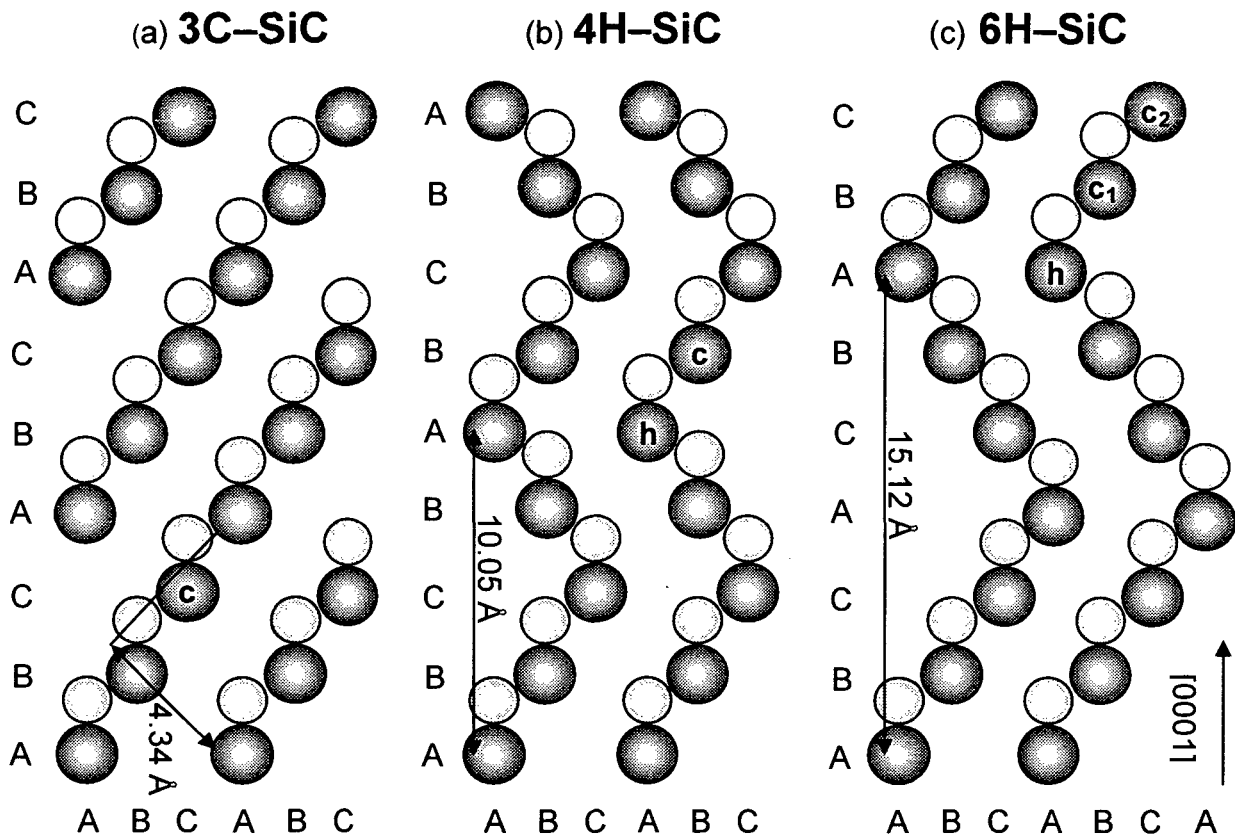 (a) 3C–SiC (b) 4H–SiC (c) 6H–SiC
C A C c₂
B B B c₁
A C A h
C B c B
B A h C
A B A
C c C C
B B B
A A A
4.34 Å
10.05 Å
15.12 Å
[0001]
A B C A B C A B C A B C A B C A B C A